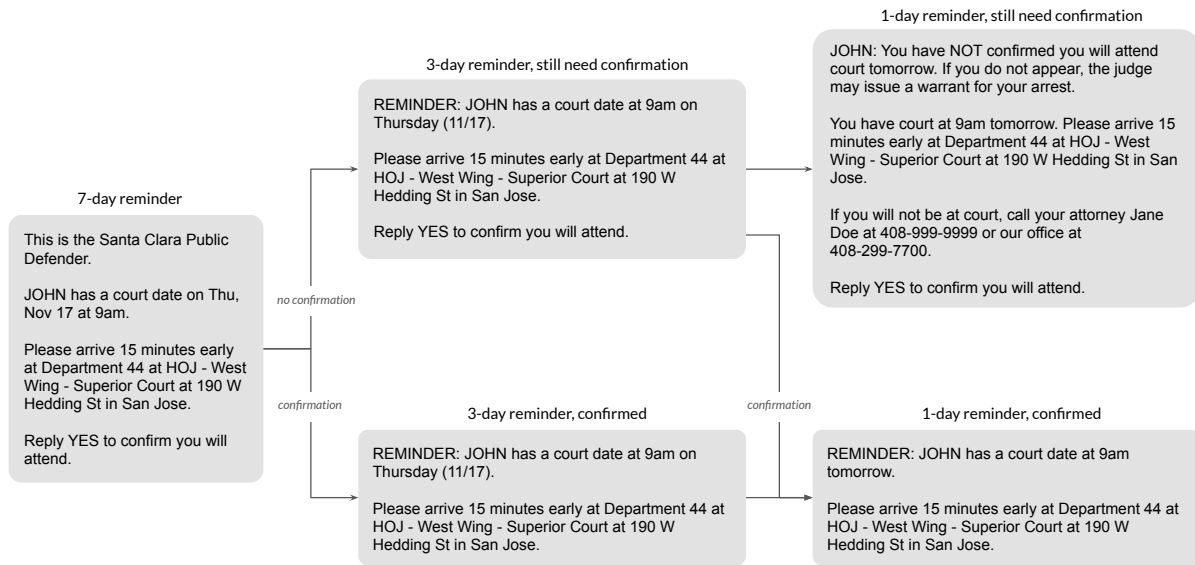 7-day reminder
This is the Santa Clara Public
Defender.
JOHN has a court date on Thu,
Nov 17 at 9am.
Please arrive 15 minutes early
at Department 44 at HOJ - West
Wing - Superior Court at 190 W
Hedding St in San Jose.
Reply YES to confirm you will
attend.
no confirmation
confirmation
3-day reminder, still need confirmation
REMINDER: JOHN has a court date at 9am on
Thursday (11/17).
Please arrive 15 minutes early at Department 44 at
HOJ - West Wing - Superior Court at 190 W
Hedding St in San Jose.
Reply YES to confirm you will attend.
3-day reminder, confirmed
REMINDER: JOHN has a court date at 9am on
Thursday (11/17).
Please arrive 15 minutes early at Department 44 at
HOJ - West Wing - Superior Court at 190 W
Hedding St in San Jose.
confirmation
1-day reminder, still need confirmation
JOHN: You have NOT confirmed you will attend
court tomorrow. If you do not appear, the judge
may issue a warrant for your arrest.
You have court at 9am tomorrow. Please arrive 15
minutes early at Department 44 at HOJ - West
Wing - Superior Court at 190 W Hedding St in San
Jose.
If you will not be at court, call your attorney Jane
Doe at 408-999-9999 or our office at
408-299-7700.
Reply YES to confirm you will attend.
1-day reminder, confirmed
REMINDER: JOHN has a court date at 9am
tomorrow.
Please arrive 15 minutes early at Department 44 at
HOJ - West Wing - Superior Court at 190 W
Hedding St in San Jose.